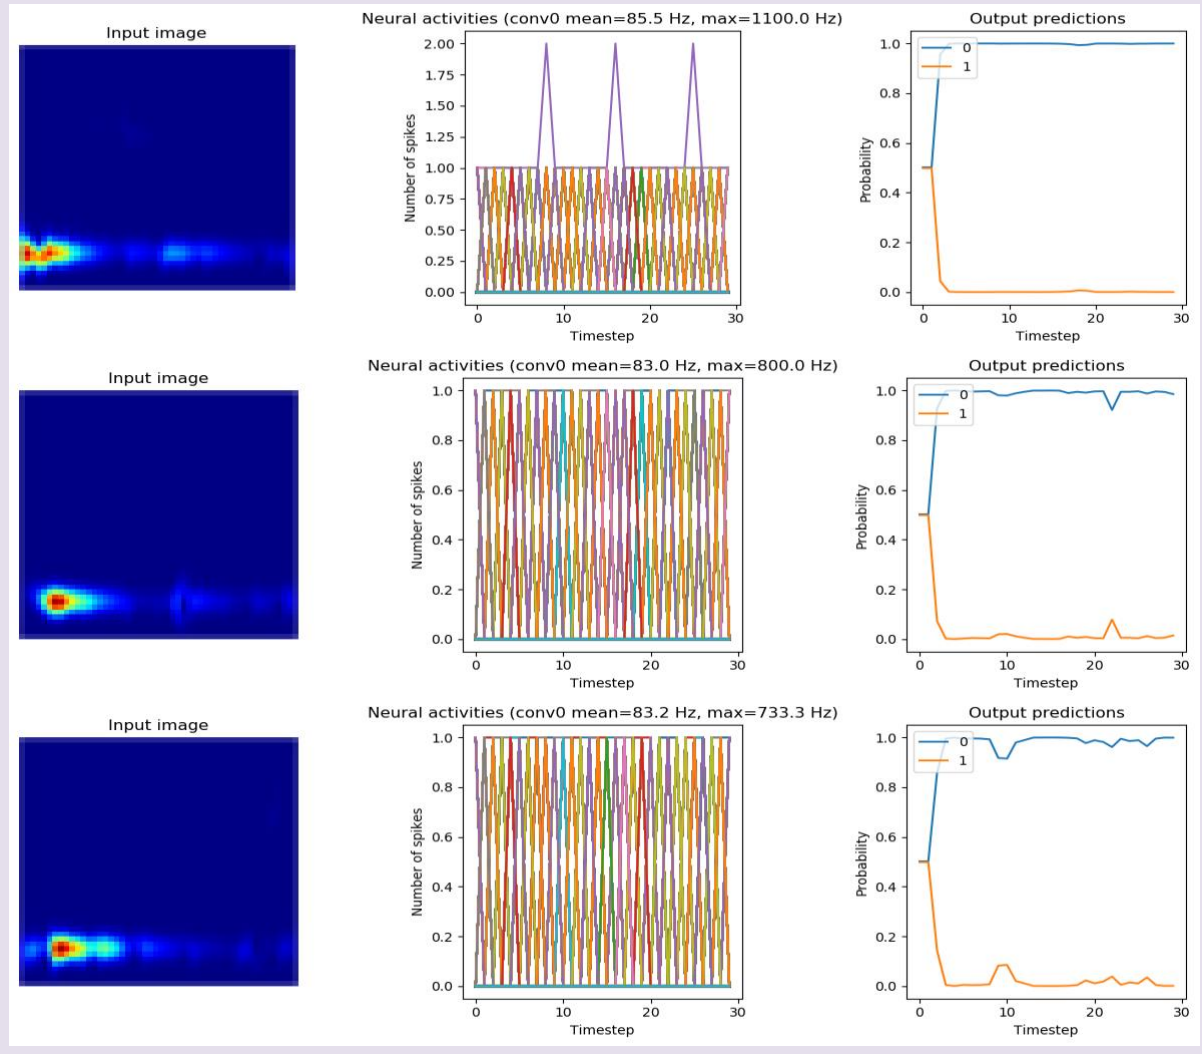 Input image
Neural activities (conv0 mean=85.5 Hz, max=1100.0 Hz)
Output predictions
2.00
1.75
1.50
1.25
1.00
0.75
0.50
0.25
0.00
Number of spikes
0 10 20 30
Timestep
1.0
0.8
0.6
0.4
0.2
0.0
Probability
0
1
0 10 20 30
Timestep
Input image
Neural activities (conv0 mean=83.0 Hz, max=800.0 Hz)
Output predictions
1.0
0.8
0.6
0.4
0.2
0.0
Number of spikes
0 10 20 30
Timestep
1.0
0.8
0.6
0.4
0.2
0.0
Probability
0
1
0 10 20 30
Timestep
Input image
Neural activities (conv0 mean=83.2 Hz, max=733.3 Hz)
Output predictions
1.0
0.8
0.6
0.4
0.2
0.0
Number of spikes
0 10 20 30
Timestep
1.0
0.8
0.6
0.4
0.2
0.0
Probability
0
1
0 10 20 30
Timestep